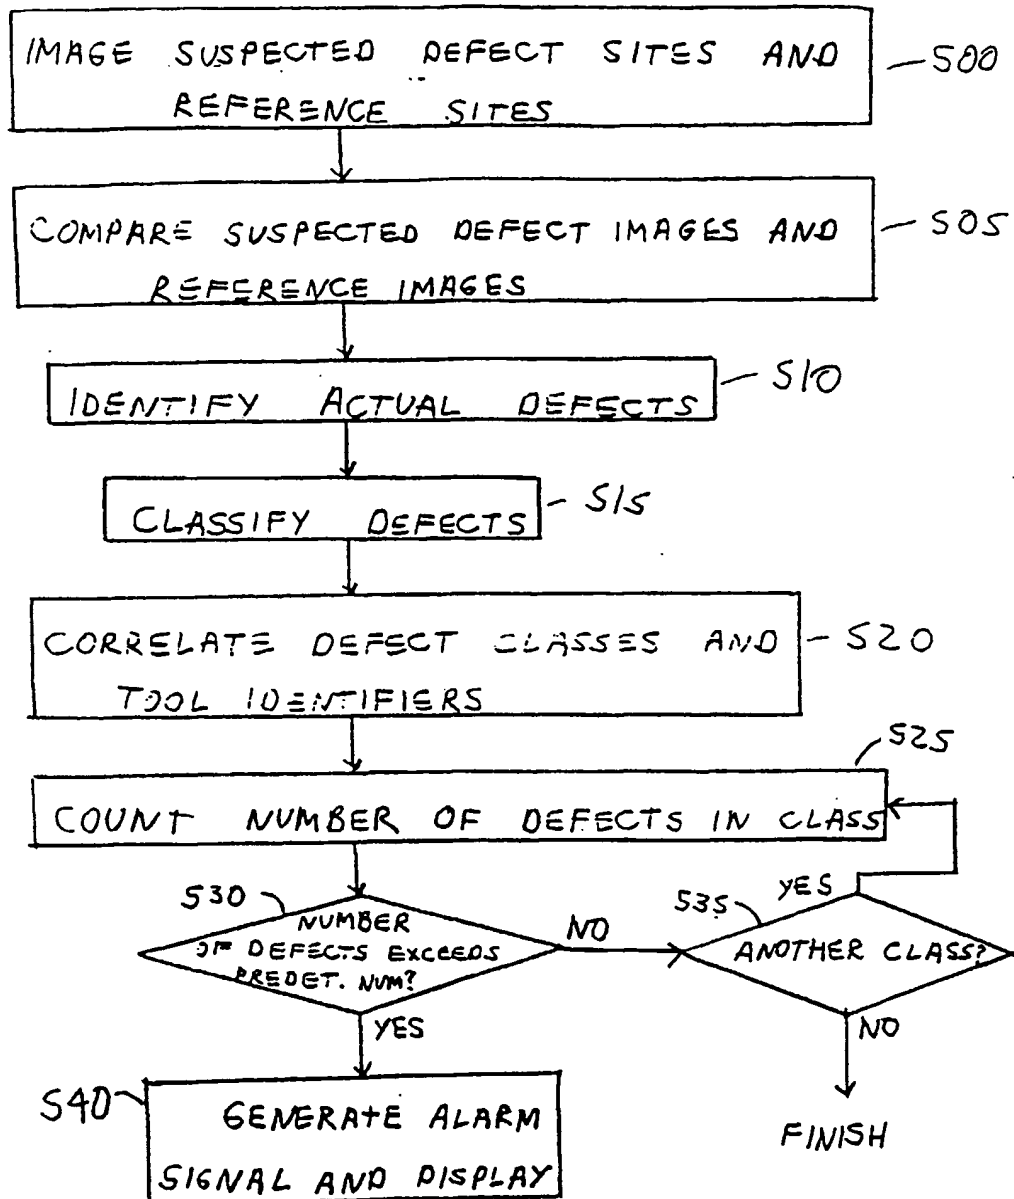 IMAGE SUSPECTED DEFECT SITES AND
REFERENCE SITES
500
COMPARE SUSPECTED DEFECT IMAGES AND
REFERENCE IMAGES
505
IDENTIFY ACTUAL DEFECTS
510
CLASSIFY DEFECTS
515
CORRELATE DEFECT CLASSES AND
TOOL IDENTIFIERS
520
525
COUNT NUMBER OF DEFECTS IN CLASS
530
NUMBER
OF DEFECTS EXCEEDS
PREDET. NUM?
NO
YES
535
YES
ANOTHER CLASS?
NO
FINISH
540
GENERATE ALARM
SIGNAL AND DISPLAY